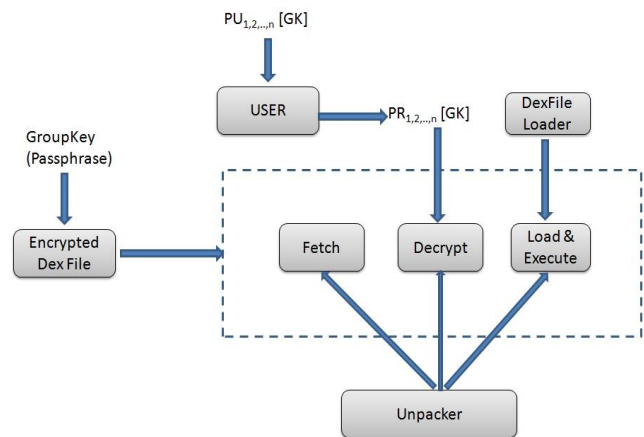 PU1,2,..,n [GK]
USER
PR1,2,..,n [GK]
DexFile
Loader
GroupKey
(Passphrase)
Encrypted
Dex File
Fetch
Decrypt
Load &
Execute
Unpacker